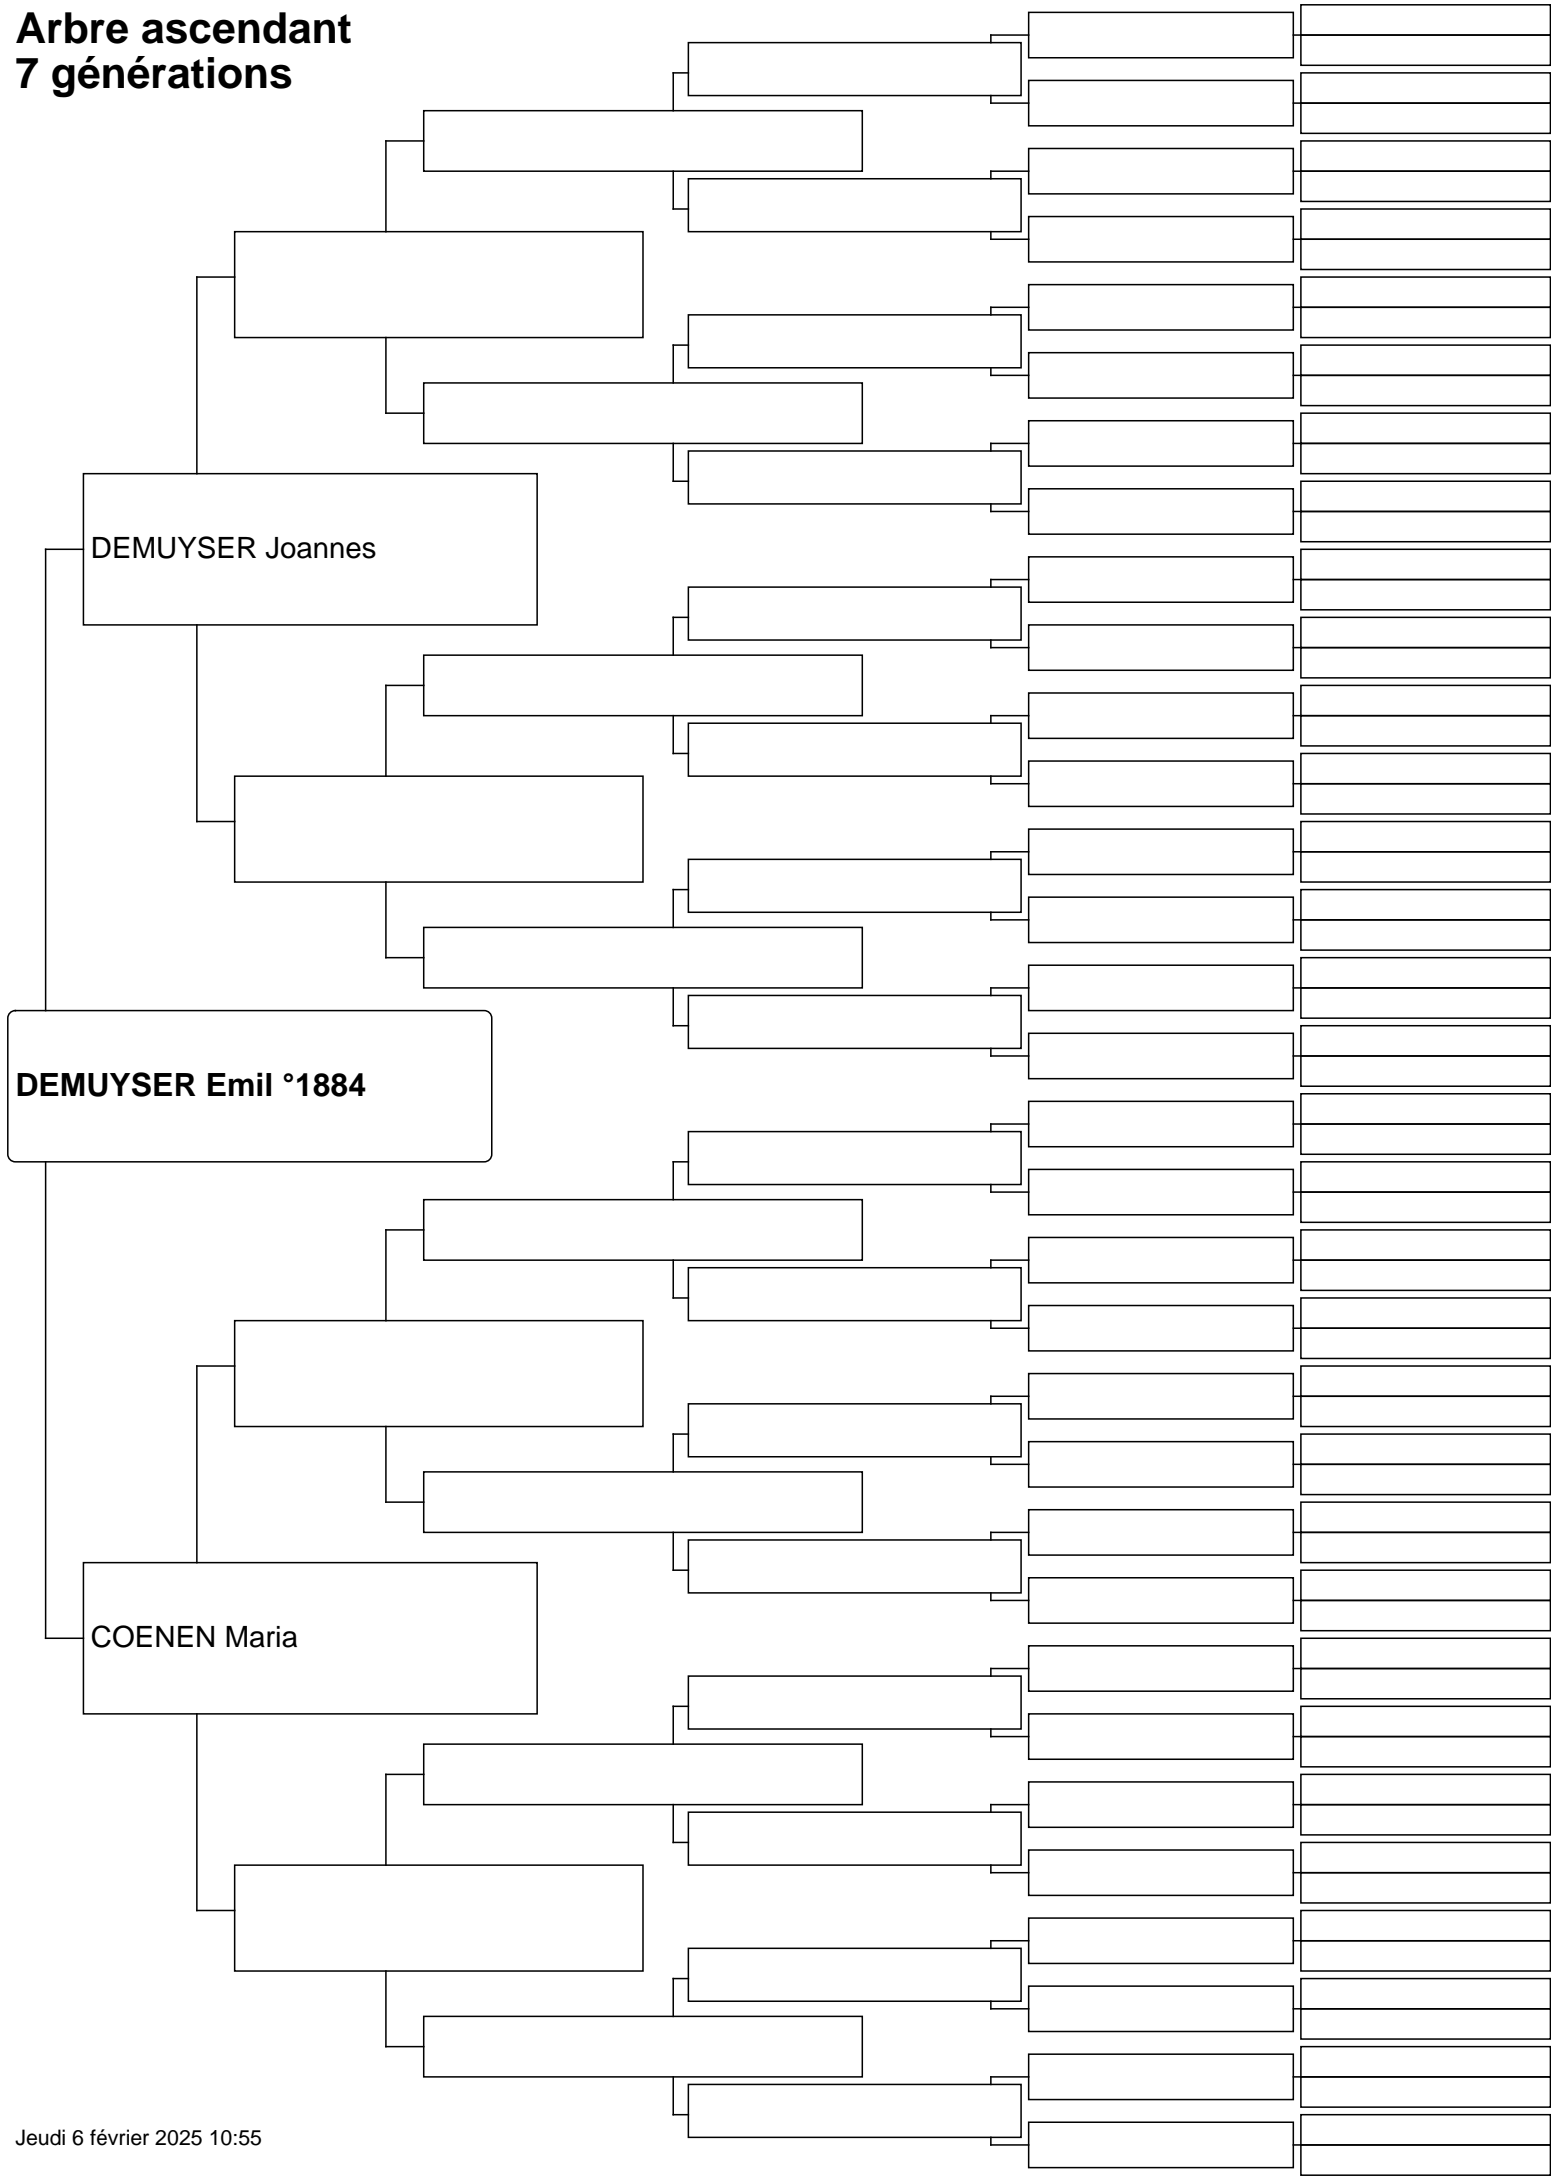 Arbre ascendant
7 générations
DEMUYSER Joannes
DEMUYSER Emil °1884
COENEN Maria
Jeudi 6 février 2025 10:55